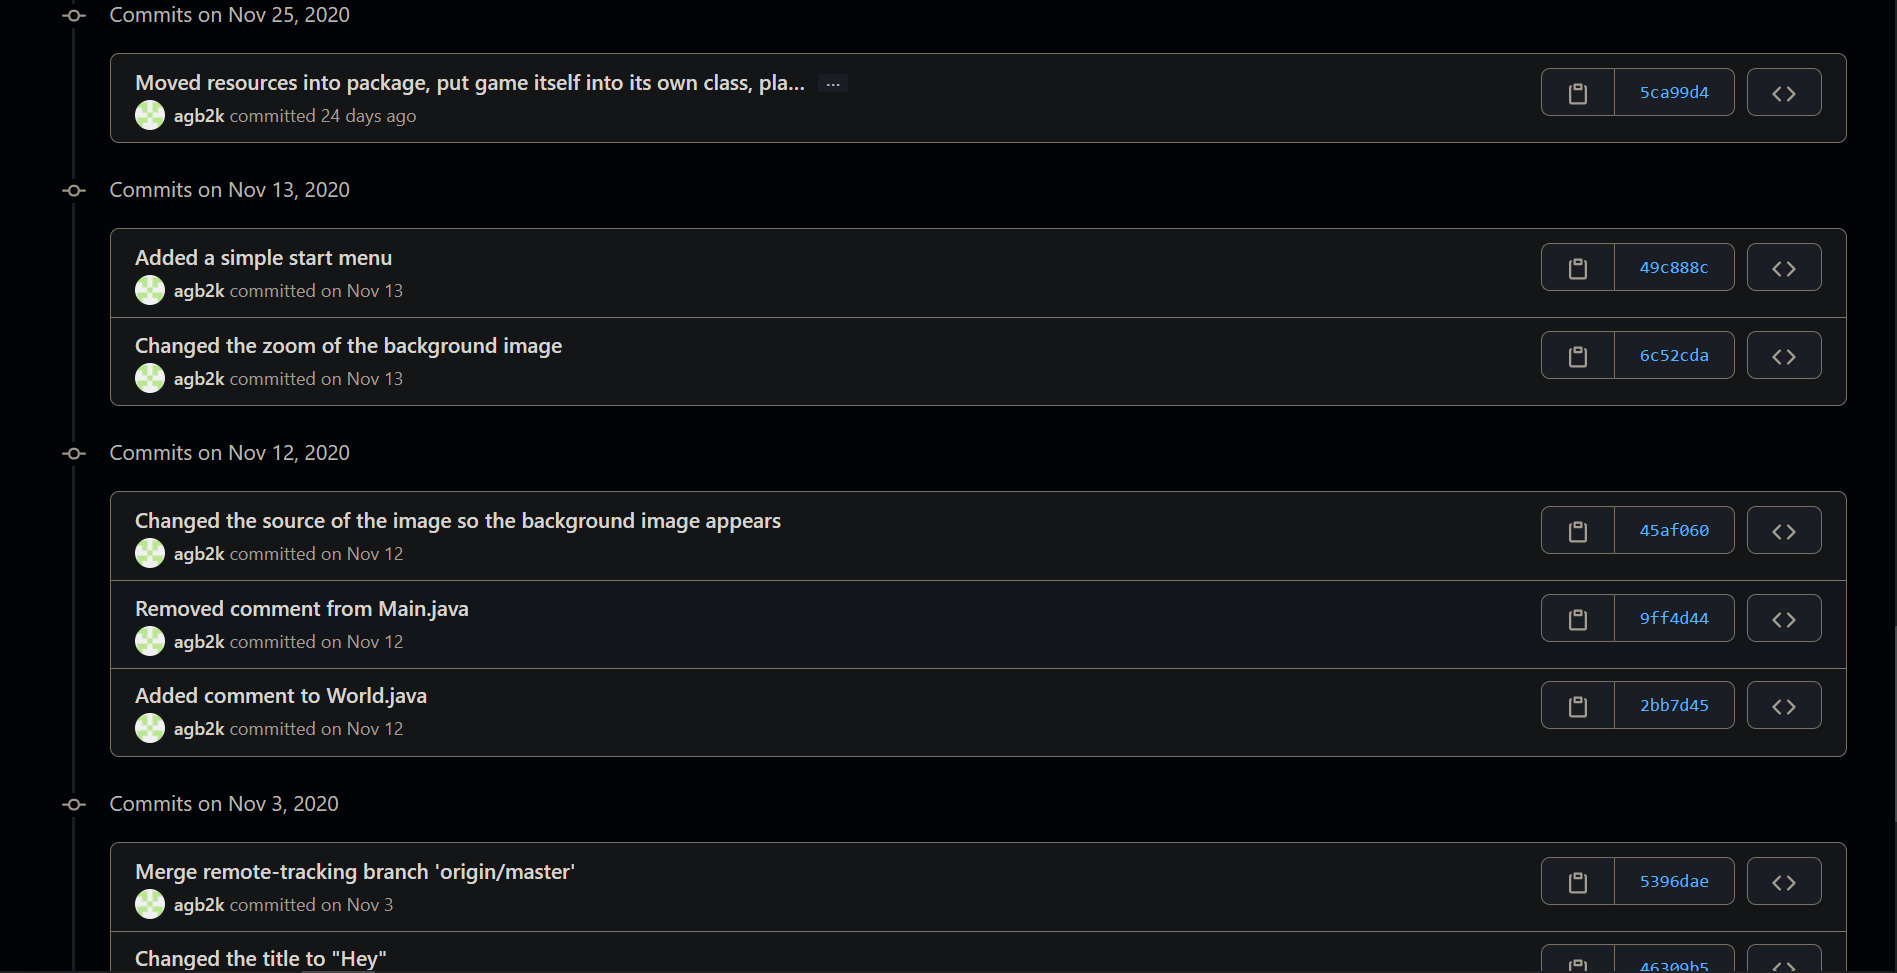 Commits on Nov 25, 2020
Moved resources into package, put game itself into its own class, pla... ...
5ca99d4
agb2k committed 24 days ago
Commits on Nov 13, 2020
Added a simple start menu
49c888c
agb2k committed on Nov 13
Changed the zoom of the background image
6c52cda
agb2k committed on Nov 13
Commits on Nov 12, 2020
Changed the source of the image so the background image appears
45af060
agb2k committed on Nov 12
Removed comment from Main.java
9ff4d44
agb2k committed on Nov 12
Added comment to World.java
2bb7d45
agb2k committed on Nov 12
Commits on Nov 3, 2020
Merge remote-tracking branch 'origin/master'
5396dae
agb2k committed on Nov 3
Changed the title to "Hey"
46309b5